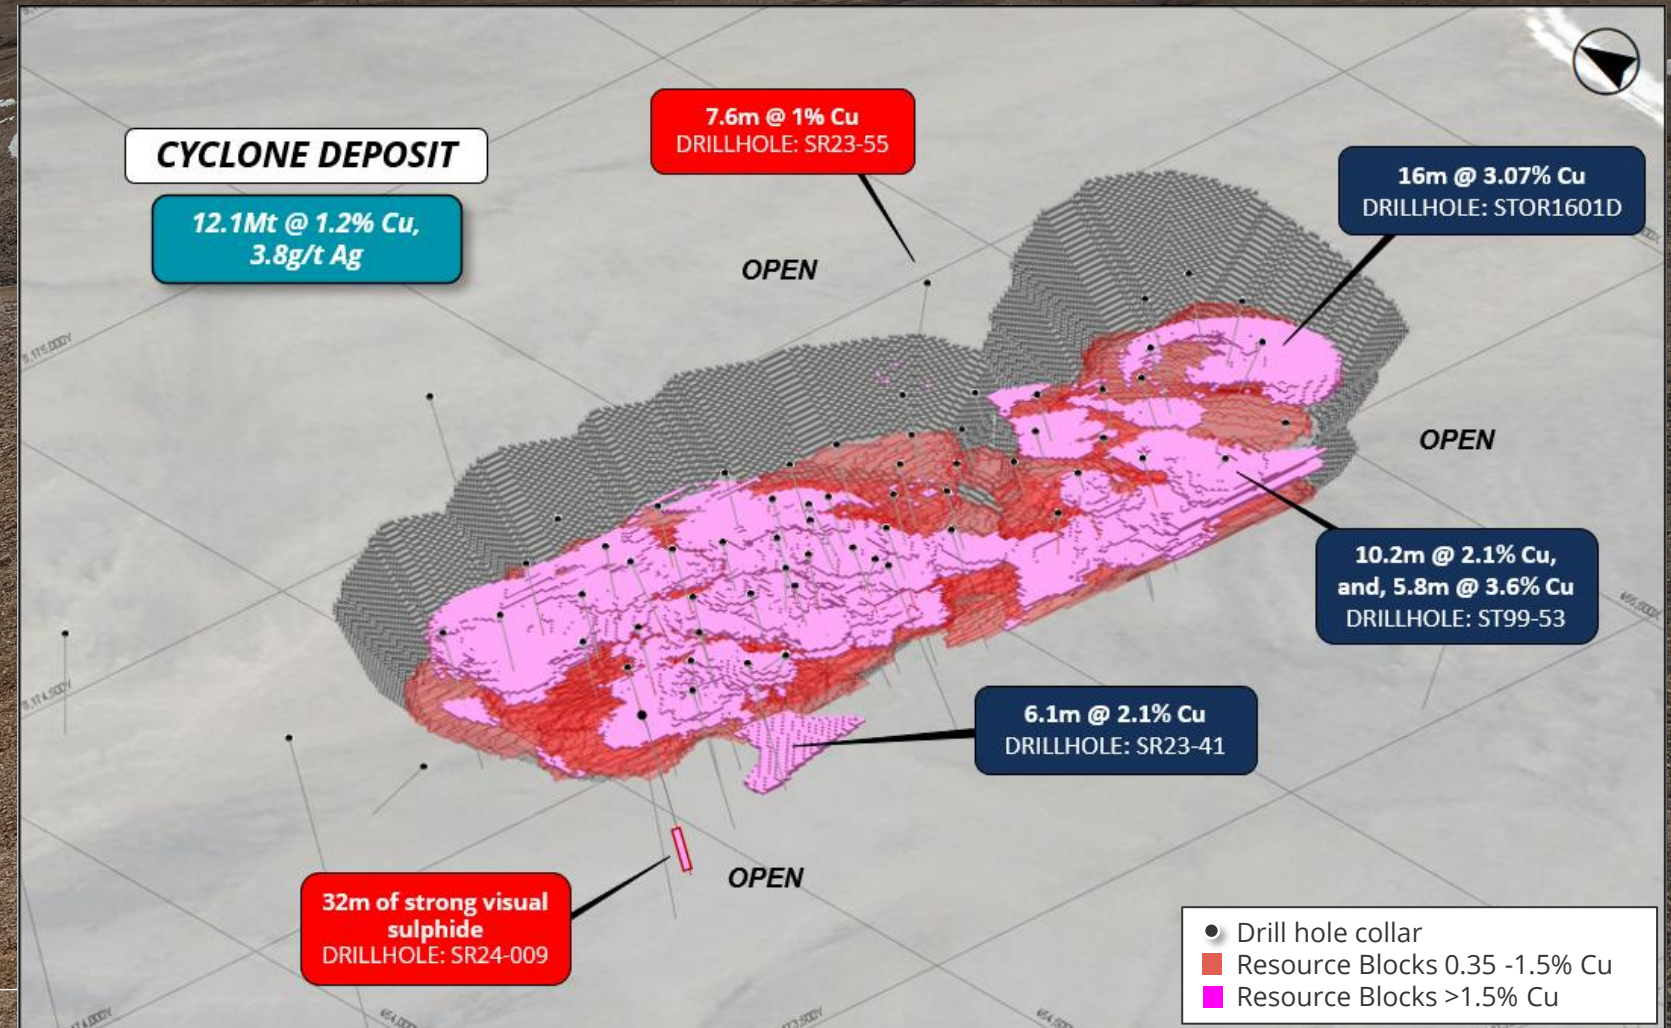 CYCLONE DEPOSIT
12.1Mt @ 1.2% Cu,
3.8g/t Ag
7.6m @ 1% Cu
DRILLHOLE: SR23-55
16m @ 3.07% Cu
DRILLHOLE: STOR1601D
OPEN
OPEN
10.2m @ 2.1% Cu,
and, 5.8m @ 3.6% Cu
DRILLHOLE: ST99-53
6.1m @ 2.1% Cu
DRILLHOLE: SR23-41
OPEN
32m of strong visual
sulphide
DRILLHOLE: SR24-009
Drill hole collar
Resource Blocks 0.35 -1.5% Cu
Resource Blocks >1.5% Cu